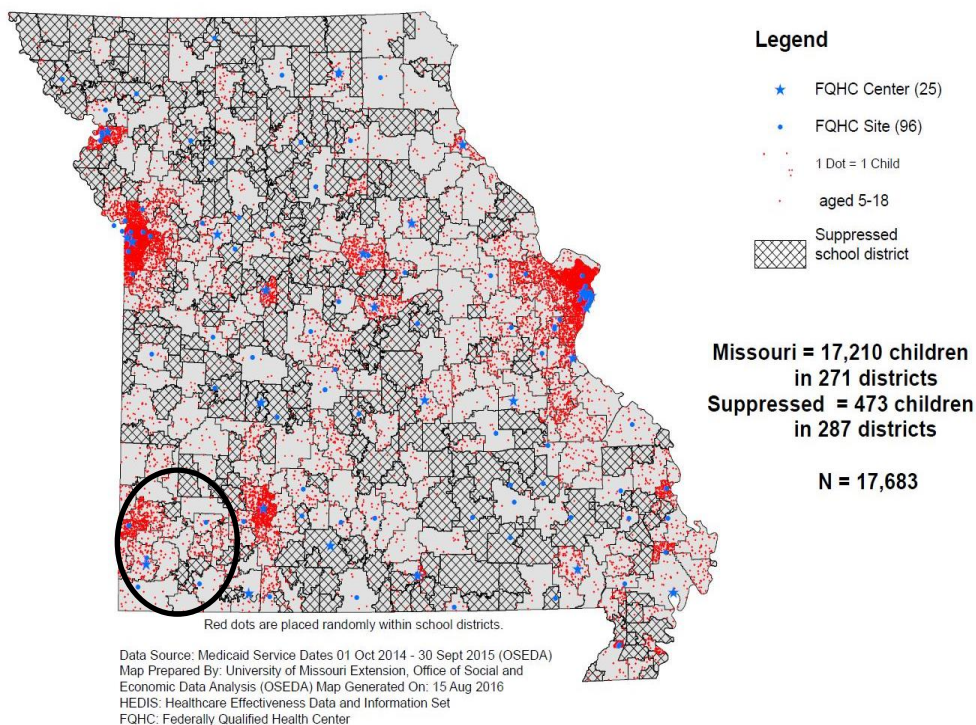 Legend
FQHC Center (25)
FQHC Site (96)
1 Dot = 1 Child
aged 5-18
Suppressed
school district
Missouri = 17,210 children
in 271 districts
Suppressed = 473 children
in 287 districts
N = 17,683
Red dots are placed randomly within school districts.
Data Source: Medicaid Service Dates 01 Oct 2014 - 30 Sept 2015 (OSEDA)
Map Prepared By: University of Missouri Extension, Office of Social and
Economic Data Analysis (OSEDA) Map Generated On: 15 Aug 2016
HEDIS: Healthcare Effectiveness Data and Information Set
FQHC: Federally Qualified Health Center